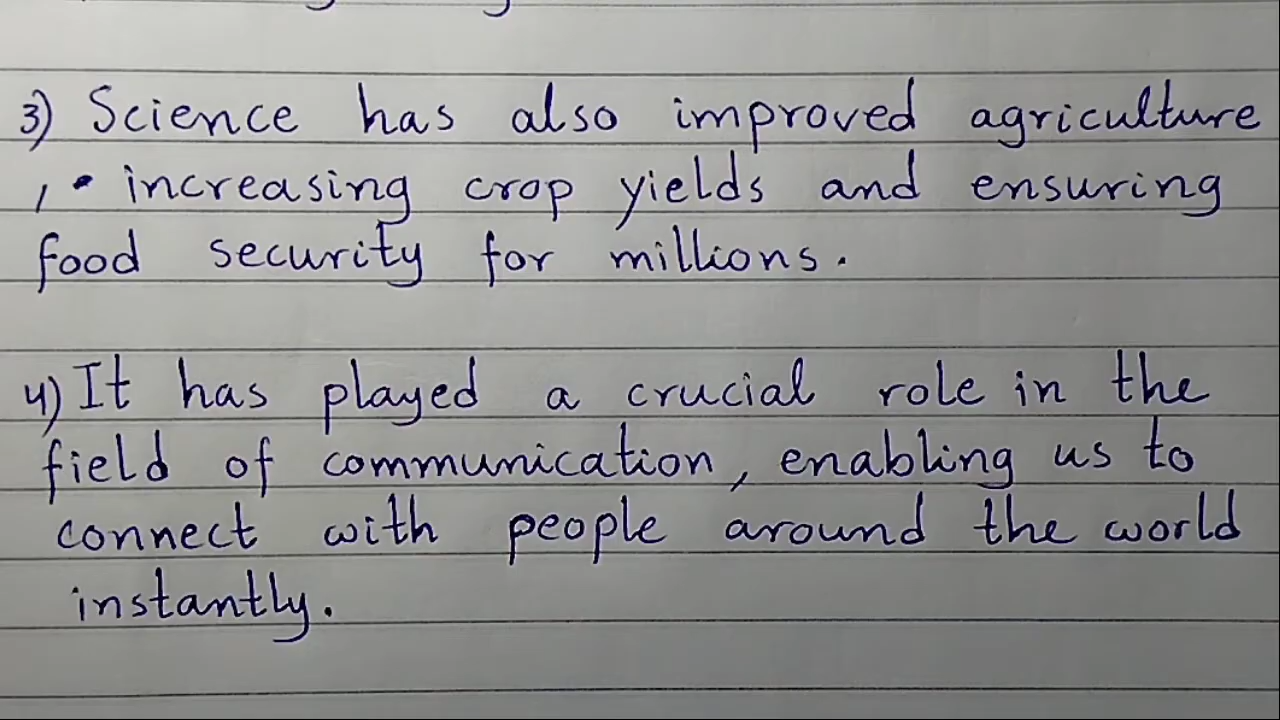 3) Science has also improved agriculture
, increasing crop yields and ensuring
food security for millions.
4) It has played a crucial role in the
field of communication, enabling us to
connect with people around the world
instantly.